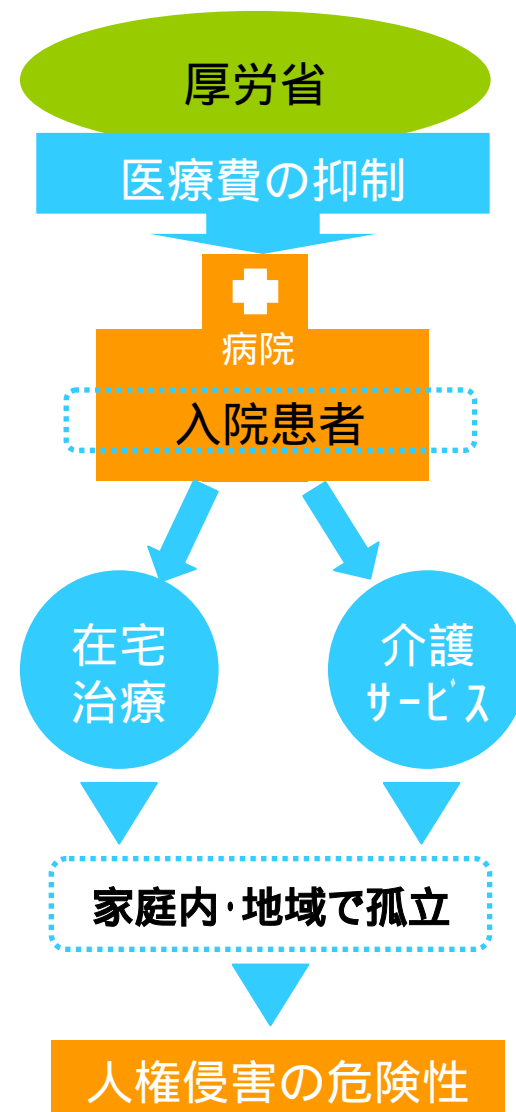 厚労省
医療費の抑制
病院
入院患者
在宅
治療
介護
ｻｰﾋﾞｽ
家庭内･地域で孤立
人権侵害の危険性